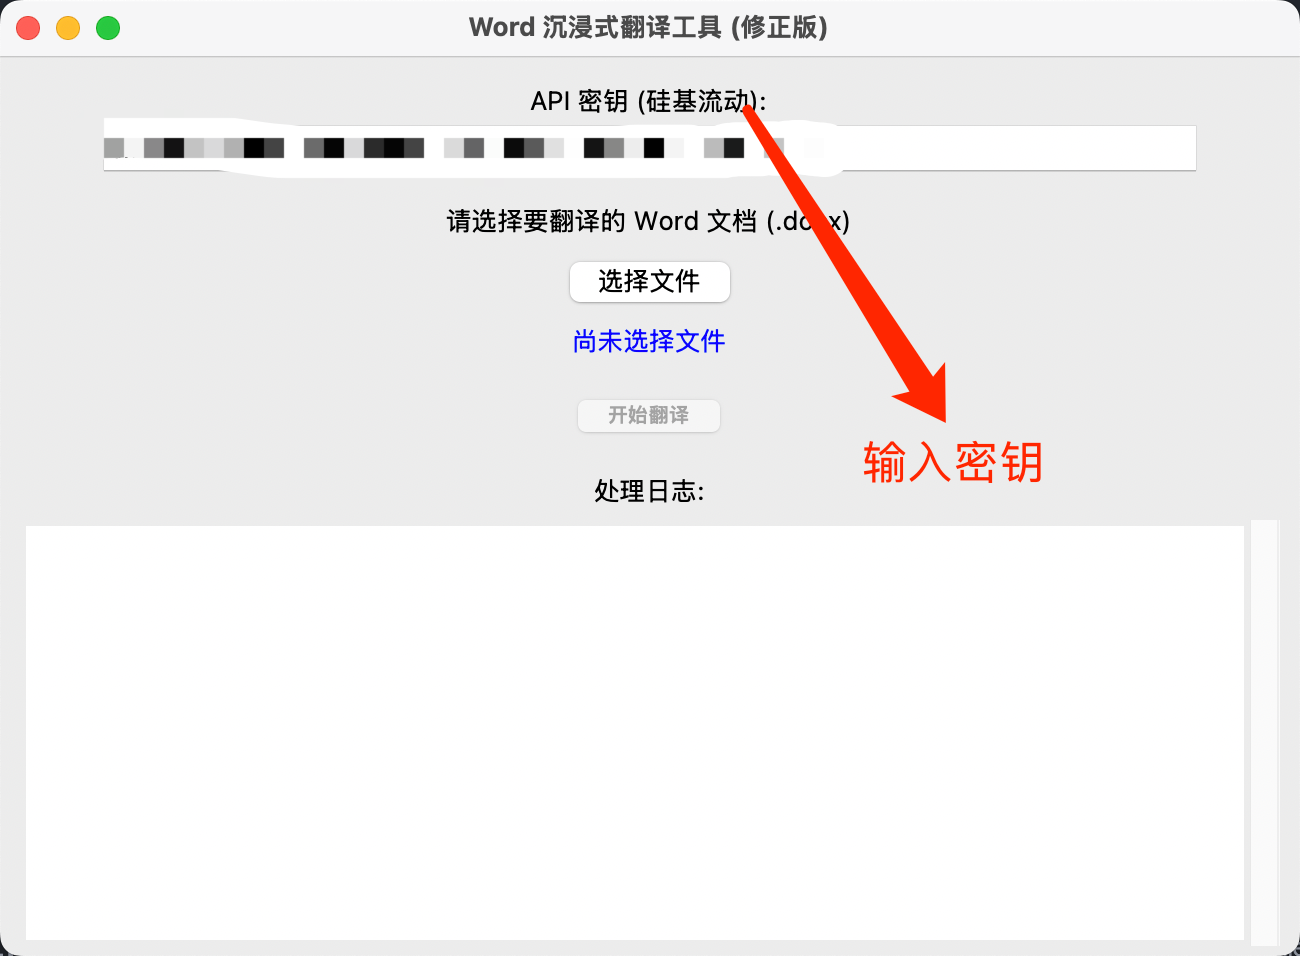 Word 沉浸式翻译工具 (修正版)
API 密钥 (硅基流动):
请选择要翻译的 Word 文档 (.docx)
选择文件
尚未选择文件
开始翻译
输入密钥
处理日志: